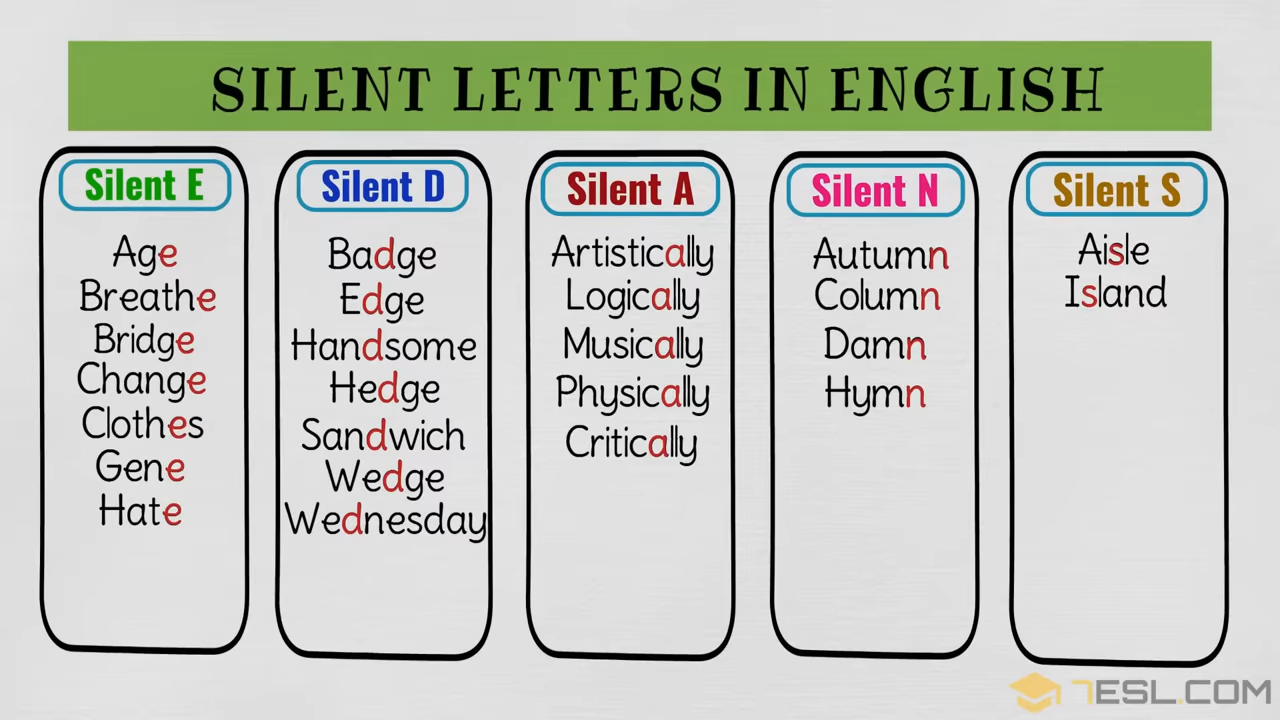 SILENT LETTERS IN ENGLISH
Silent E
Age
Breathe
Bridge
Change
Clothes
Gene
Hate
Silent D
Badge
Edge
Handsome
Hedge
Sandwich
Wedge
Wednesday
Silent A
Artistically
Logically
Musically
Physically
Critically
Silent N
Autumn
Column
Damn
Hymn
Silent S
Aisle
Island
7ESL.COM